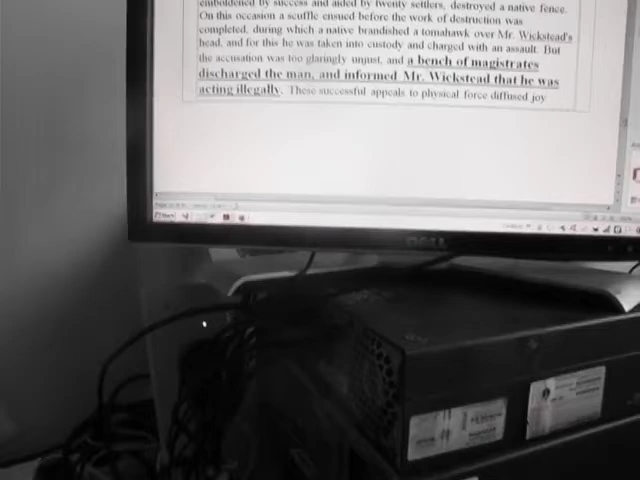 emboldened by success and aided by twenty settlers, destroyed a native fence.
On this occasion a scuffle ensued before the work of destruction was
completed, during which a native brandished a tomahawk over Mr. Wickstead's
head, and for this he was taken into custody and charged with an assault. But
the accusation was too glaringly unjust, and a bench of magistrates
discharged the man, and informed Mr. Wickstead that he was
acting illegally. These successful appeals to physical force diffused joy
Start
DELL